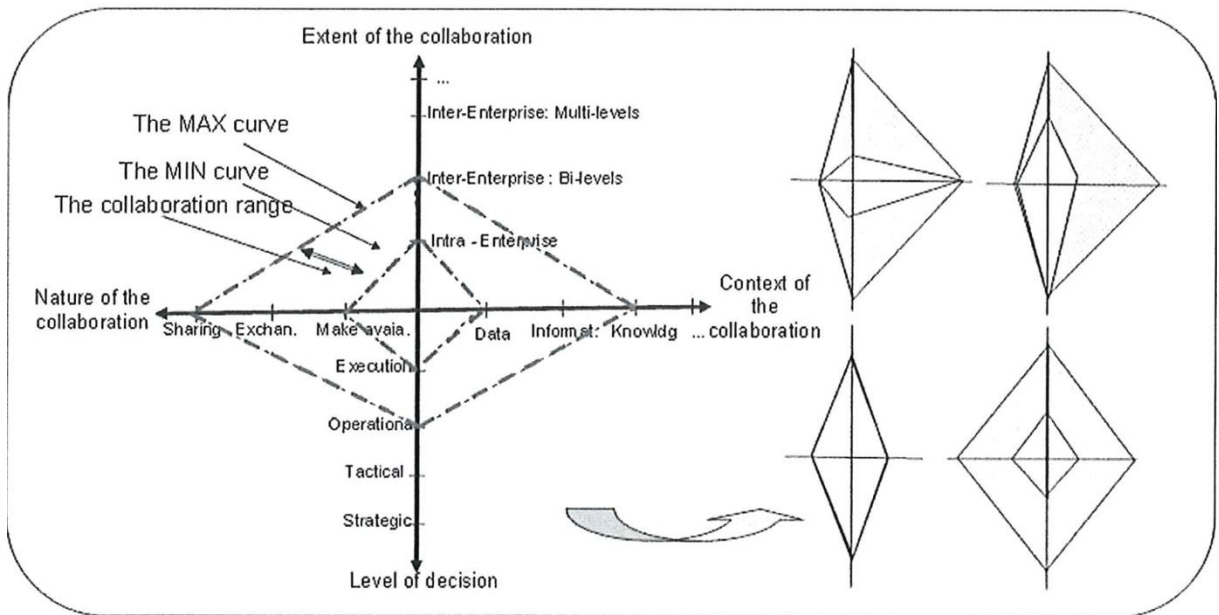 Extent of the collaboration
...
Inter-Enterprise: Multi-levels
The MAX curve
The MIN curve
Inter-Enterprise : Bi-levels
The collaboration range
Intra - Enterprise
Nature of the
collaboration
Context of
the
collaboration
Sharing Exchan. Make avaia. Data Informat: Knowldg ...
Execution
Operationa
Tactical
Strategic
Level of decision